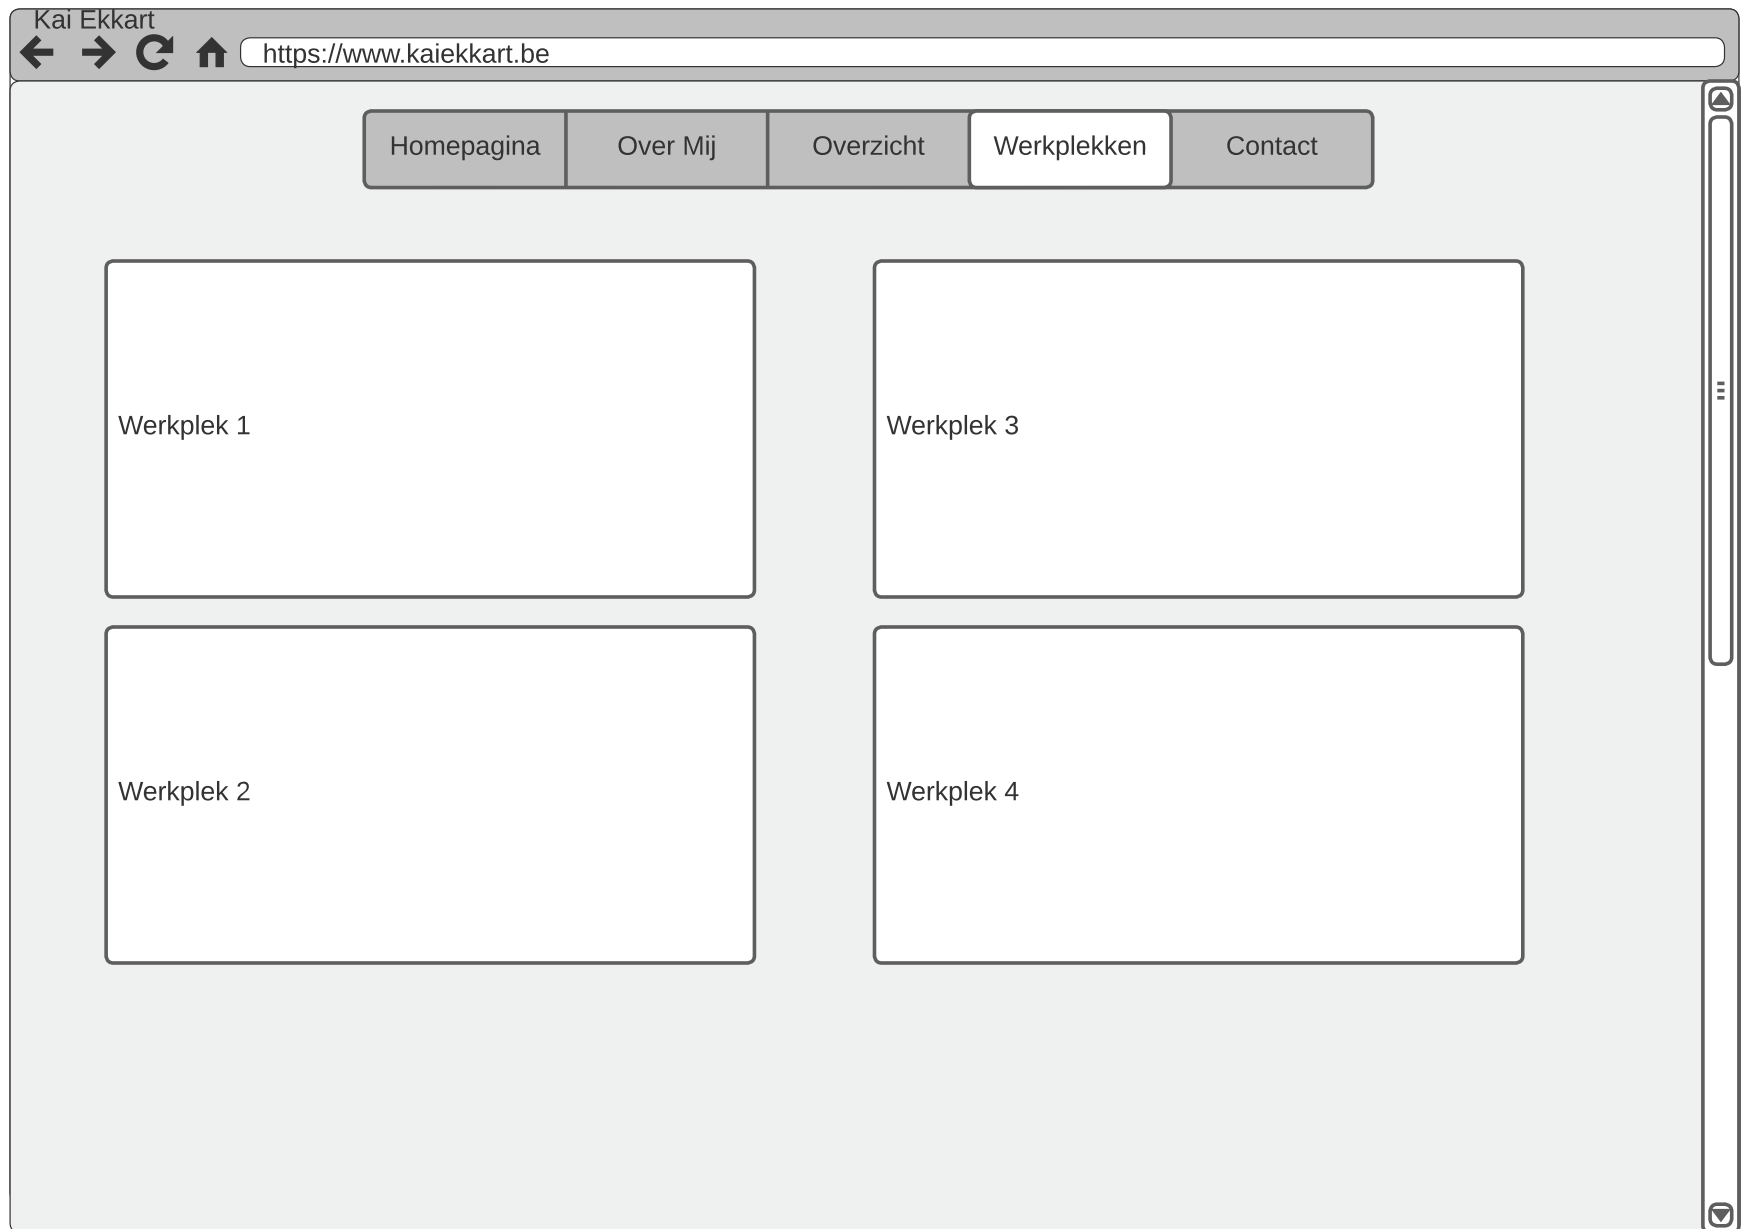 Kai Ekkart
https://www.kaiekkart.be
Homepagina
Over Mij
Overzicht
Werkplekken
Contact
Werkplek 1
Werkplek 3
Werkplek 2
Werkplek 4